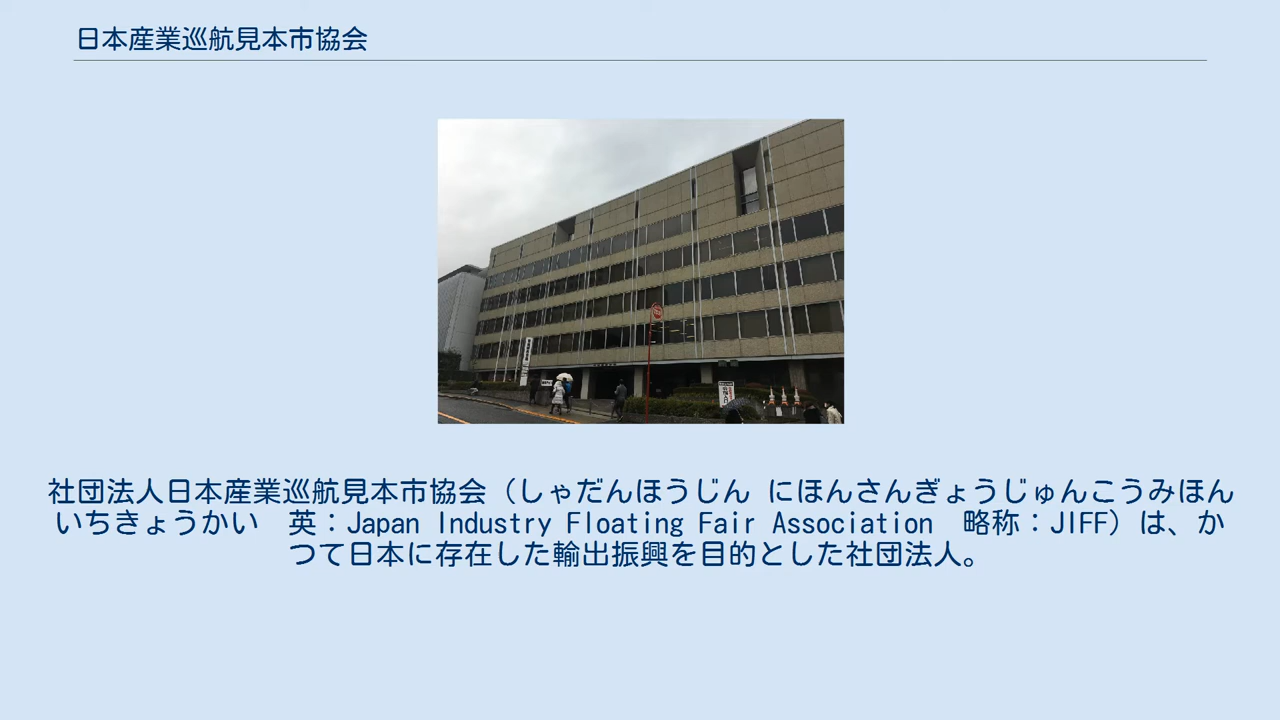 日本産業巡航見本市協会
社団法人日本産業巡航見本市協会（しゃだんほうじん にほんさんぎょうじゅんこうみほん
いちきょうかい　英：Japan Industry Floating Fair Association　略称：JIFF）は、か
つて日本に存在した輸出振興を目的とした社団法人。